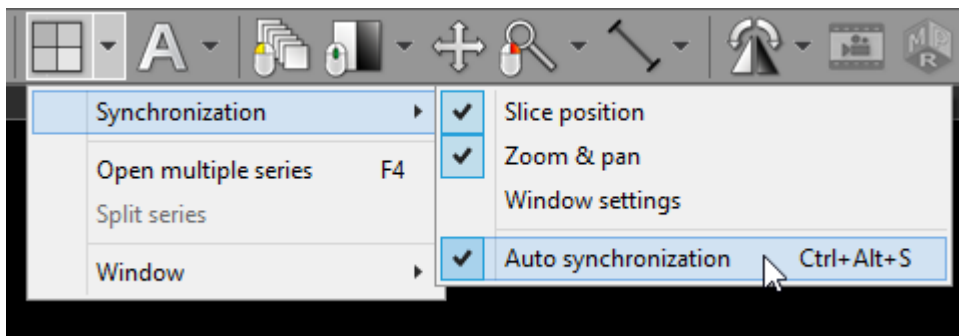 A
M P R
Synchronization
Open multiple series F4
Split series
Window
Slice position
Zoom & pan
Window settings
Auto synchronization Ctrl+Alt+S